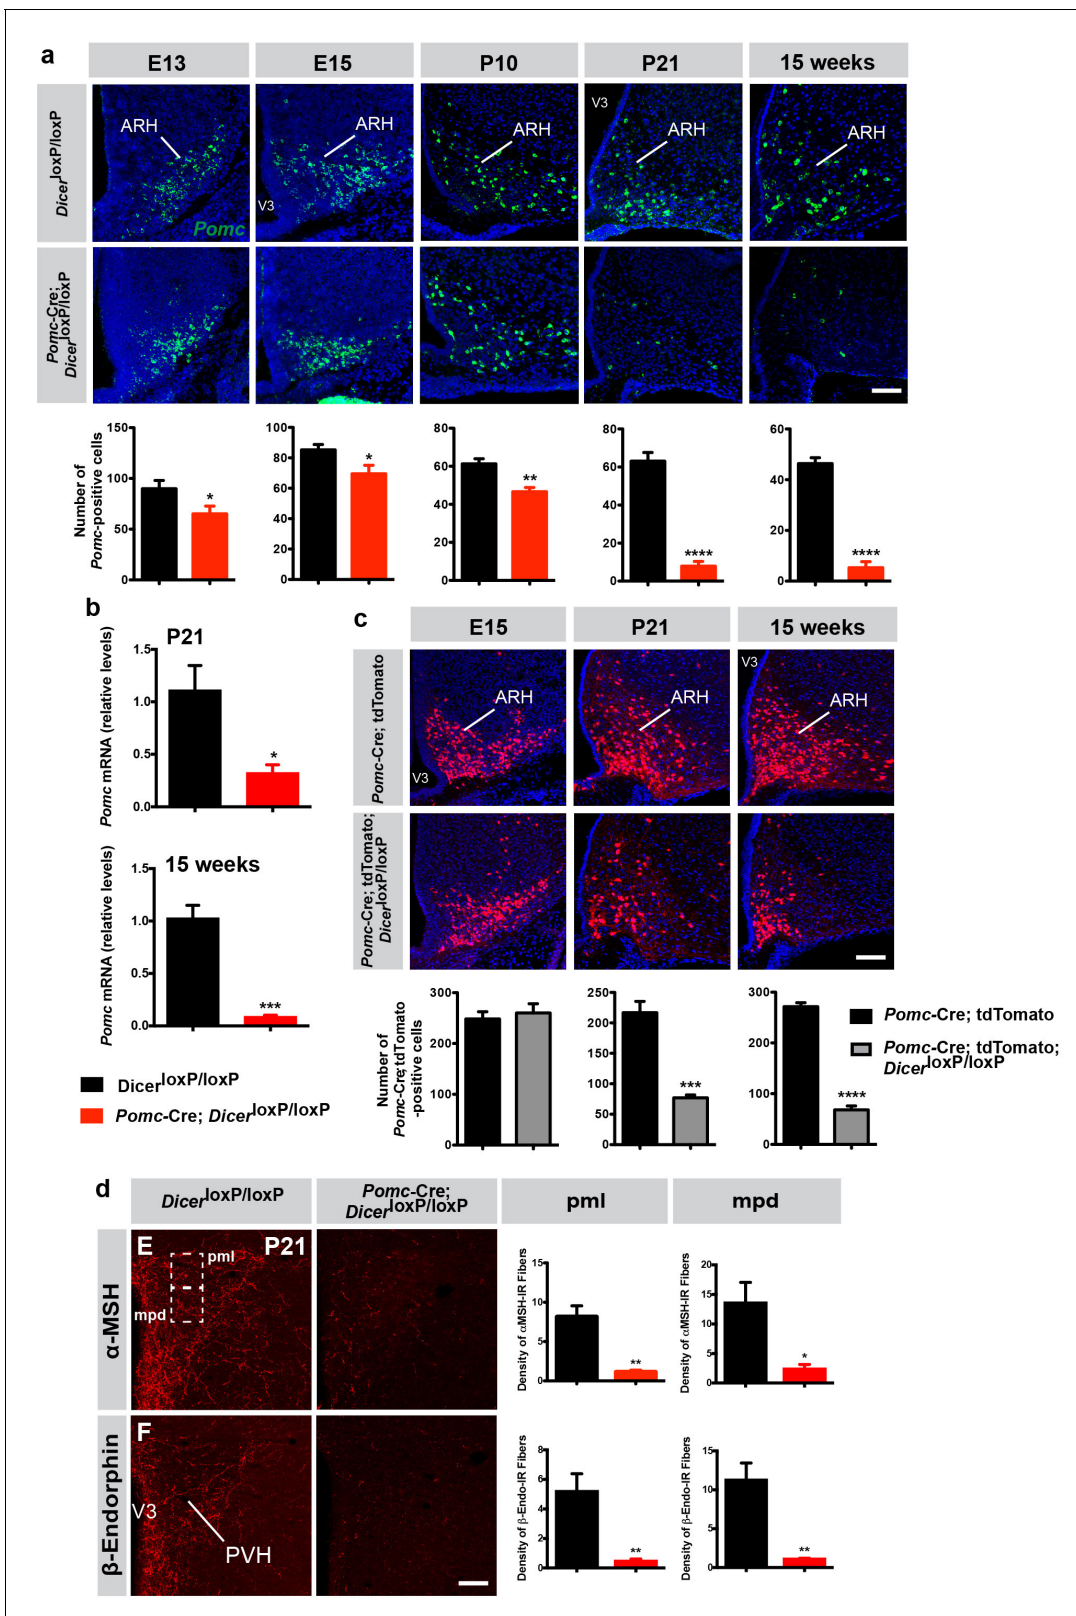 a
E13
E15
P10
P21
15 weeks
Dicer loxP/loxP
ARH
ARH
ARH
V3
ARH
ARH
V3
Pomc
Pomc-Cre;
Dicer loxP/loxP
Number of
Pomc-positive cells
150
100
50
0
*
100
80
60
40
20
0
*
80
60
40
20
0
**
80
60
40
20
0
****
60
40
20
0
****
b
P21
Pomc mRNA (relative levels)
1.5
1.0
0.5
0.0
*
15 weeks
Pomc mRNA (relative levels)
1.5
1.0
0.5
0.0
***
Dicer loxP/loxP
Pomc-Cre; Dicer loxP/loxP
c
E15
P21
15 weeks
Pomc-Cre; tdTomato
ARH
V3
ARH
V3
ARH
Pomc-Cre; tdTomato;
Dicer loxP/loxP
Number of
Pomc-Cre;tdTomato
-positive cells
300
200
100
0
250
200
150
100
50
0
***
300
200
100
0
****
Pomc-Cre; tdTomato
Pomc-Cre; tdTomato;
Dicer loxP/loxP
d
Dicer loxP/loxP
Pomc-Cre;
Dicer loxP/loxP
pml
mpd
α-MSH
E
P21
pml
mpd
Density of αMSH-IR Fibers
15
10
5
0
**
Density of αMSH-IR Fibers
20
15
10
5
0
*
β-Endorphin
F
V3
PVH
Density of β-Endo-IR Fibers
8
6
4
2
0
**
Density of β-Endo-IR Fibers
15
10
5
0
**